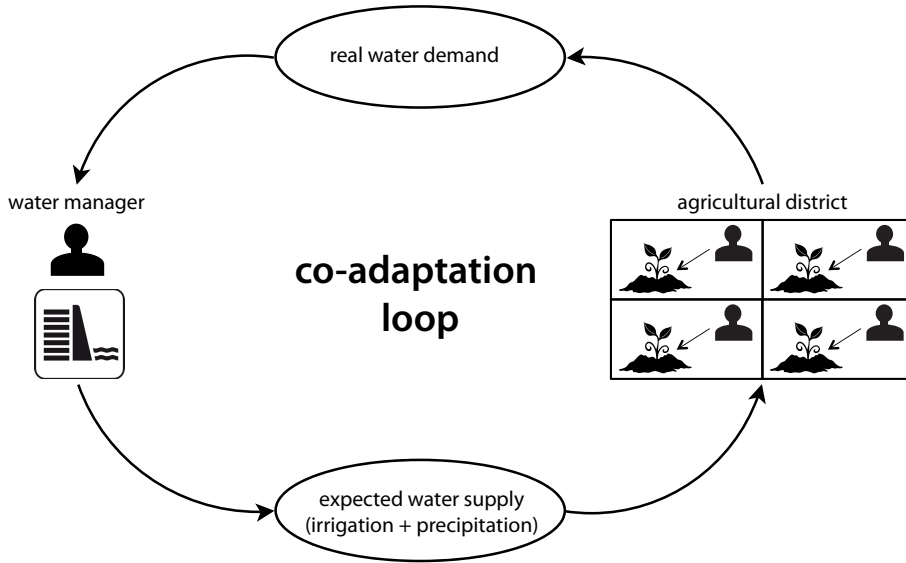 real water demand
water manager
agricultural district
co-adaptation
loop
expected water supply
(irrigation + precipitation)